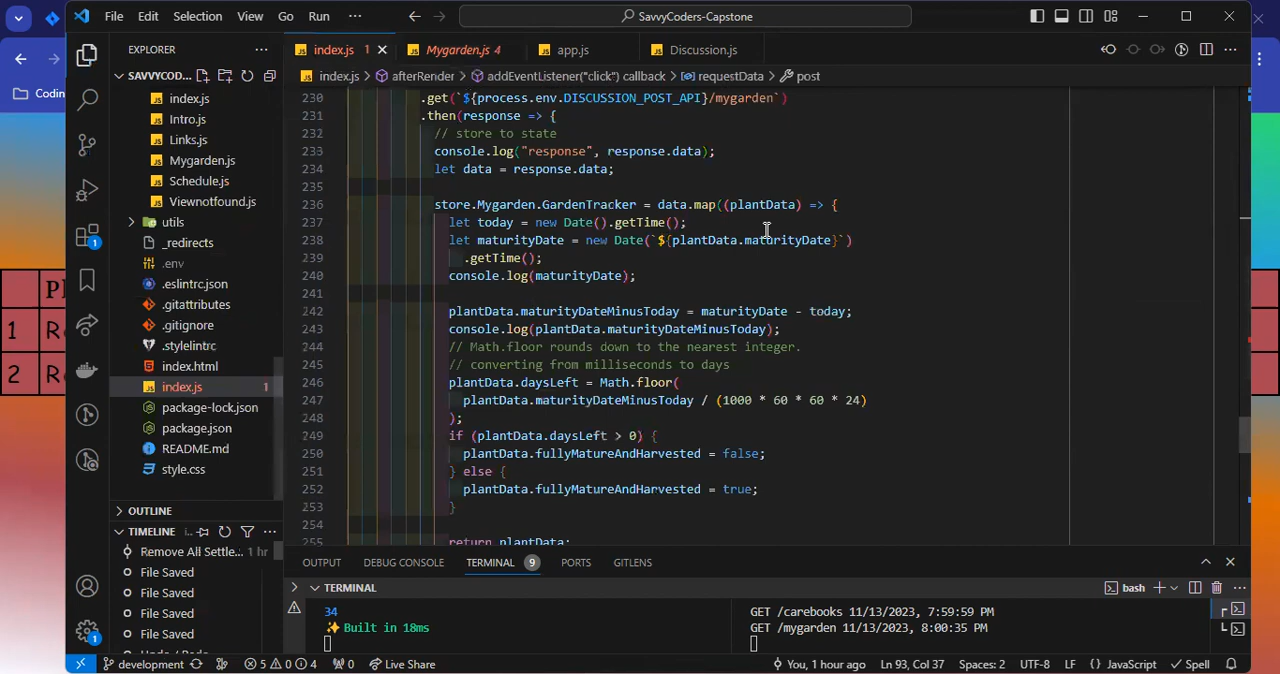 File Edit Selection View Go Run ··· SavvyCoders-Capstone
Codin
EXPLORER ···
SAVVYCOD...
index.js
Intro.js
Links.js
Mygarden.js
Schedule.js
Viewnotfound.js
utils
_redirects
.env
.eslintrc.json
.gitattributes
.gitignore
.stylelintrc
index.html
index.js 1
package-lock.json
package.json
README.md
style.css
OUTLINE
TIMELINE
Remove All Settle... 1 hr
File Saved
File Saved
File Saved
File Saved
index.js 1 Mygarden.js 4 app.js Discussion.js
index.js > afterRender > addEventListener("click") callback > requestData > post
230 .get(`${process.env.DISCUSSION_POST_API}/mygarden`)
231 .then(response => {
232 // store to state
233 console.log("response", response.data);
234 let data = response.data;
235
236 store.Mygarden.GardenTracker = data.map((plantData) => {
237 let today = new Date().getTime();
238 let maturityDate = new Date(`${plantData.maturityDate}`)
239 .getTime();
240 console.log(maturityDate);
241
242 plantData.maturityDateMinusToday = maturityDate - today;
243 console.log(plantData.maturityDateMinusToday);
244 // Math.floor rounds down to the nearest integer.
245 // converting from milliseconds to days
246 plantData.daysLeft = Math.floor(
247 plantData.maturityDateMinusToday / (1000 * 60 * 60 * 24)
248 );
249 if (plantData.daysLeft > 0) {
250 plantData.fullyMatureAndHarvested = false;
251 } else {
252 plantData.fullyMatureAndHarvested = true;
253 }
254
255 return plantData;
OUTPUT DEBUG CONSOLE TERMINAL 9 PORTS GITLENS
TERMINAL
bash
34
✨ Built in 18ms
GET /carebooks 11/13/2023, 7:59:59 PM
GET /mygarden 11/13/2023, 8:00:35 PM
1
2
development 5 0 4 0 Live Share You, 1 hour ago Ln 93, Col 37 Spaces: 2 UTF-8 LF {} JavaScript Spell